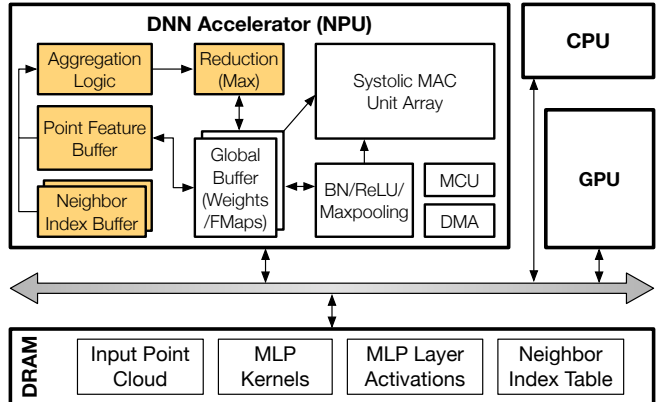 DNN Accelerator (NPU)
Aggregation
Logic
Reduction
(Max)
Systolic MAC
Unit Array
CPU
Point Feature
Buffer
Global
Buffer
(Weights
/FMaps)
BN/ReLU/
Maxpooling
MCU
DMA
GPU
Neighbor
Index Buffer
DRAM
Input Point
Cloud
MLP
Kernels
MLP Layer
Activations
Neighbor
Index Table